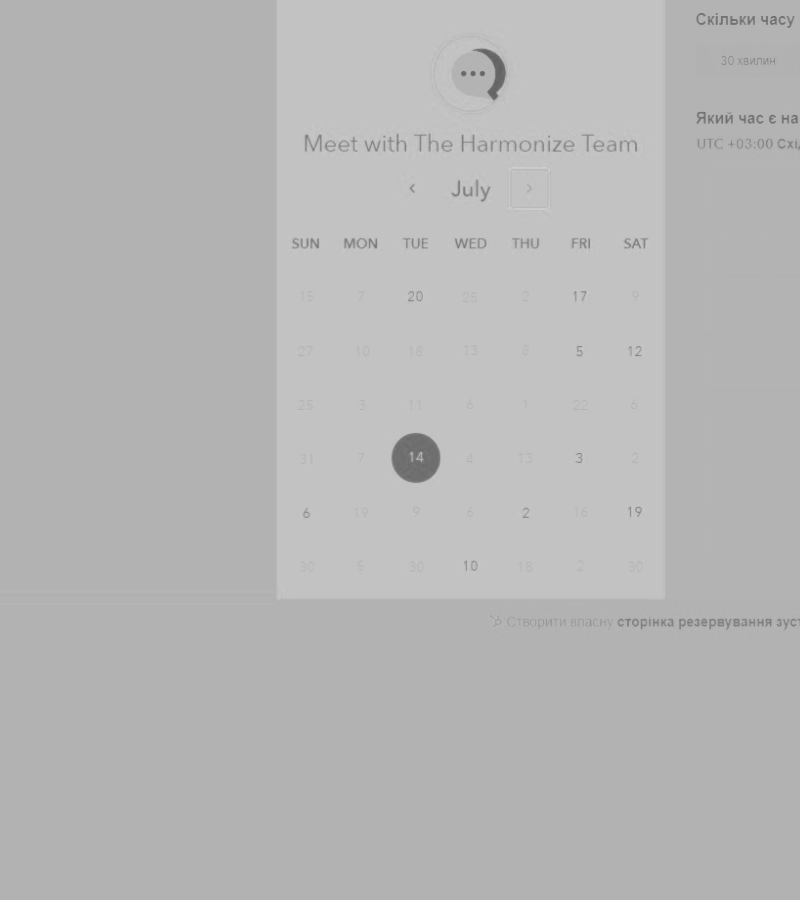 Скільки часу
30 хвилин
Який час є на
UTC +03:00 Схі
Meet with The Harmonize Team
July
SUN MON TUE WED THU FRI SAT
15 7 20 25 2 17 9
27 10 18 13 8 5 12
25 3 11 6 1 22 6
31 7 14 4 13 3 2
6 19 9 6 2 16 19
30 5 30 10 18 2 30
Створити власну сторінка резервування зуст